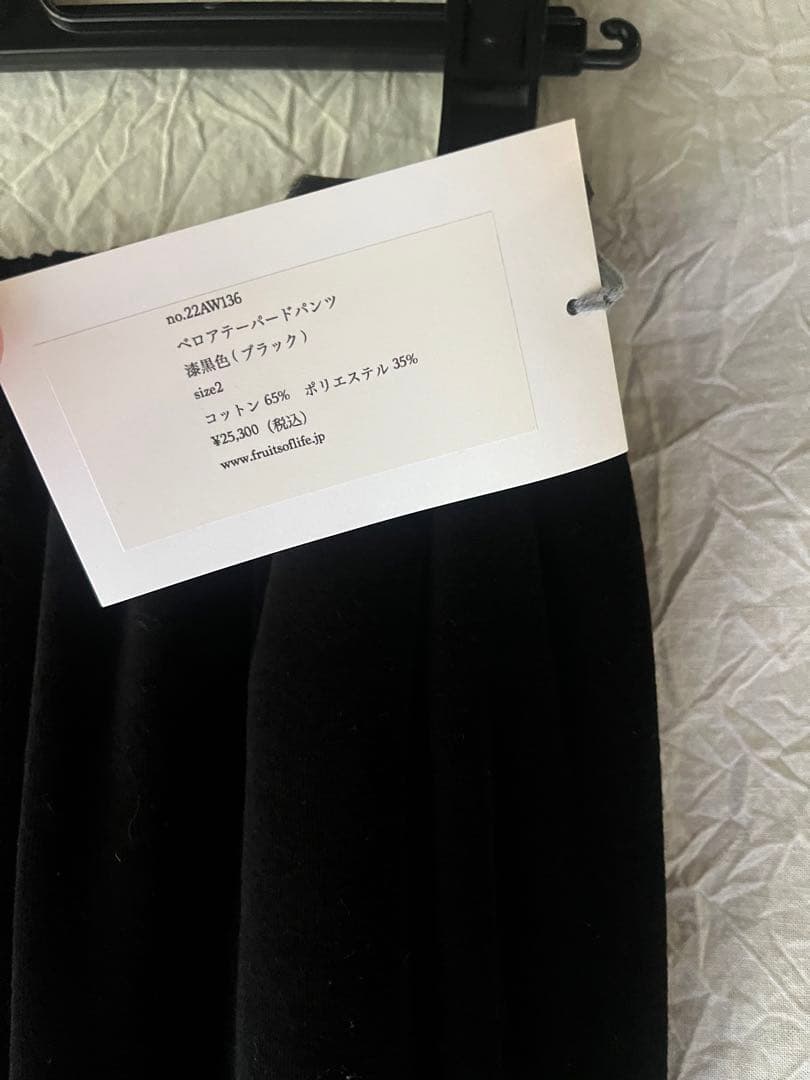 no.22AW136
ベロアテーパードパンツ
漆黒色(ブラック)
size2
コットン 65%　ポリエステル 35%
¥25,300（税込）
www.fruitsoflife.jp